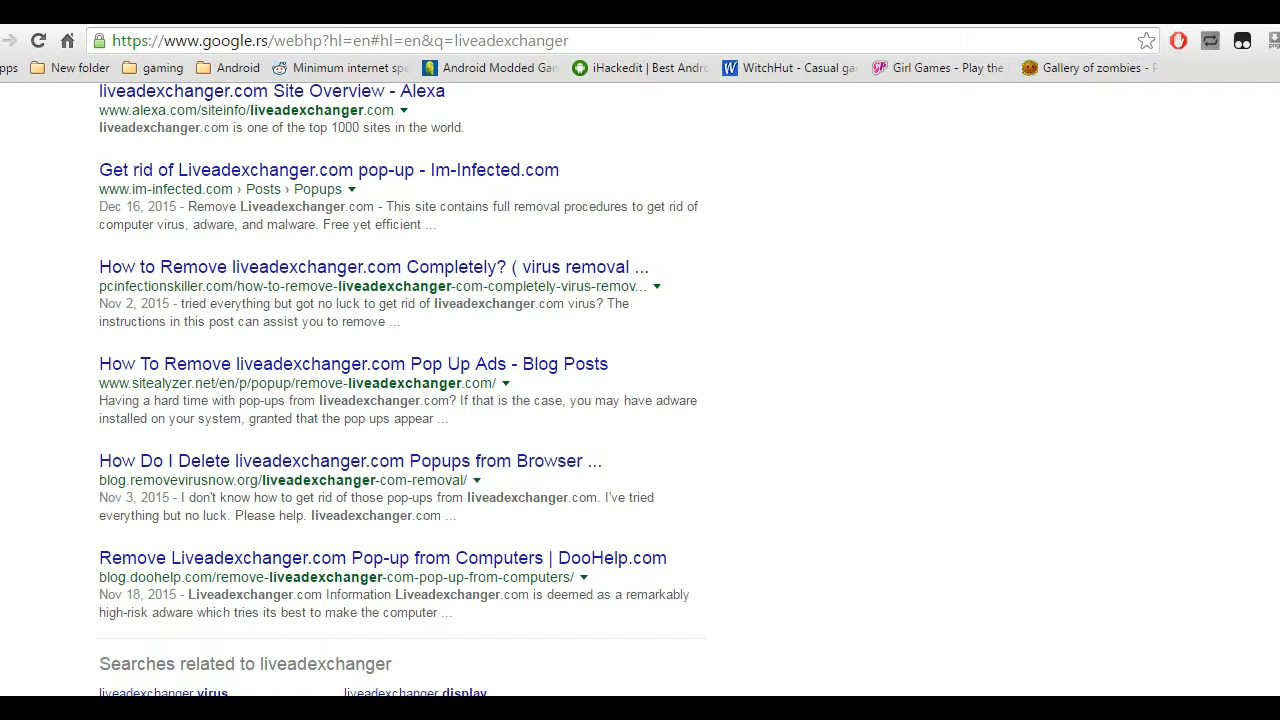 https://www.google.rs/webhp?hl=en#hl=en&q=liveadexchanger
pps New folder gaming Android Minimum internet spe Android Modded Gan iHackedit | Best Andro WitchHut - Casual ga Girl Games - Play the Gallery of zombies - P
liveadexchanger.com Site Overview - Alexa
www.alexa.com/siteinfo/liveadexchanger.com
liveadexchanger.com is one of the top 1000 sites in the world.
Get rid of Liveadexchanger.com pop-up - Im-Infected.com
www.im-infected.com › Posts › Popups
Dec 16, 2015 - Remove Liveadexchanger.com - This site contains full removal procedures to get rid of
computer virus, adware, and malware. Free yet efficient ...
How to Remove liveadexchanger.com Completely? ( virus removal ...
pcinfectionskiller.com/how-to-remove-liveadexchanger-com-completely-virus-remov...
Nov 2, 2015 - tried everything but got no luck to get rid of liveadexchanger.com virus? The
instructions in this post can assist you to remove ...
How To Remove liveadexchanger.com Pop Up Ads - Blog Posts
www.sitealyzer.net/en/p/popup/remove-liveadexchanger.com/
Having a hard time with pop-ups from liveadexchanger.com? If that is the case, you may have adware
installed on your system, granted that the pop ups appear ...
How Do I Delete liveadexchanger.com Popups from Browser ...
blog.removevirusnow.org/liveadexchanger-com-removal/
Nov 3, 2015 - I don't know how to get rid of those pop-ups from liveadexchanger.com. I've tried
everything but no luck. Please help. liveadexchanger.com ...
Remove Liveadexchanger.com Pop-up from Computers | DooHelp.com
blog.doohelp.com/remove-liveadexchanger-com-pop-up-from-computers/
Nov 18, 2015 - Liveadexchanger.com Information Liveadexchanger.com is deemed as a remarkably
high-risk adware which tries its best to make the computer ...
Searches related to liveadexchanger
liveadexchanger virus liveadexchanger display